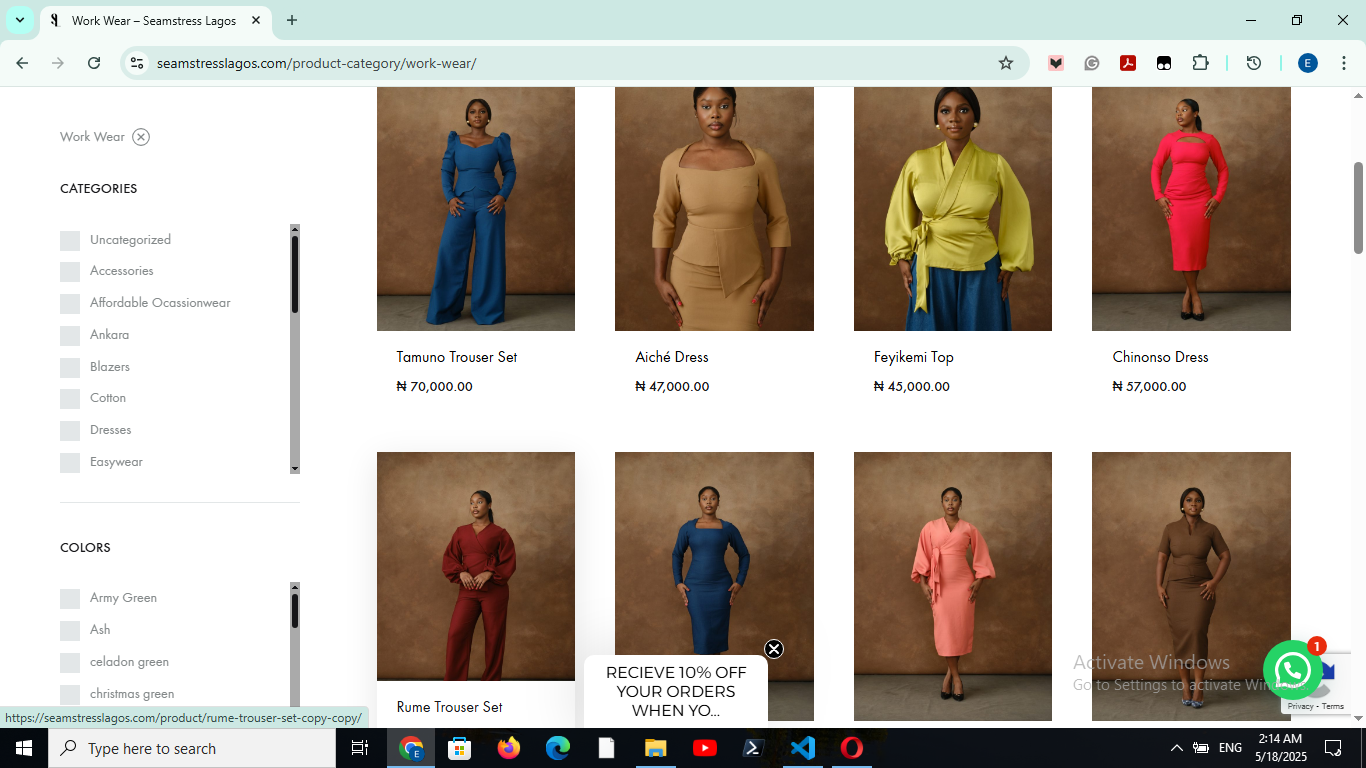 Work Wear – Seamstress Lagos
seamstresslagos.com/product-category/work-wear/
E
Work Wear
CATEGORIES
Uncategorized
Accessories
Affordable Ocassionwear
Ankara
Blazers
Cotton
Dresses
Easywear
COLORS
Army Green
Ash
celadon green
christmas green
Tamuno Trouser Set
₦ 70,000.00
Aiché Dress
₦ 47,000.00
Feyikemi Top
₦ 45,000.00
Chinonso Dress
₦ 57,000.00
Rume Trouser Set
RECIEVE 10% OFF
YOUR ORDERS
WHEN YO...
Activate Windows
Go to Settings to activate Windows
1
Privacy - Terms
https://seamstresslagos.com/product/rume-trouser-set-copy-copy/
Type here to search
E
ENG
2:14 AM
5/18/2025